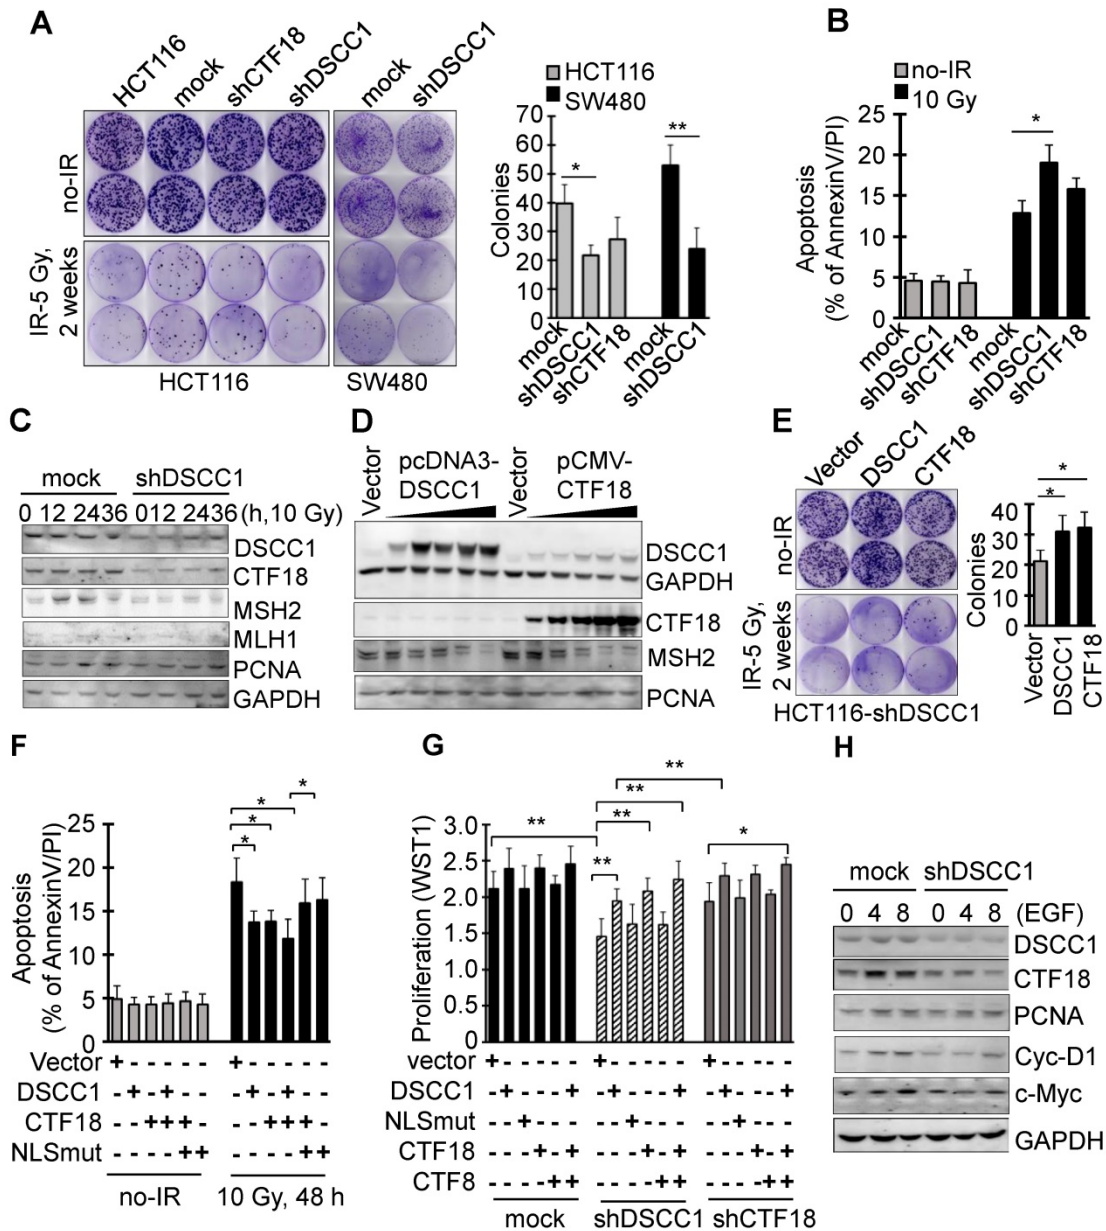 A
HCT116
mock
shCTF18
shDSCC1
mock
shDSCC1
no-IR
IR-5 Gy,
2 weeks
HCT116
SW480
HCT116
SW480
Colonies
70
60
50
40
30
20
10
0
*
**
mock
shDSCC1
shCTF18
mock
shDSCC1
B
no-IR
10 Gy
Apoptosis
(% of AnnexinV/PI)
25
20
15
10
5
0
*
mock
shDSCC1
shCTF18
mock
shDSCC1
shCTF18
C
mock shDSCC1
0 12 2436 012 2436 (h,10 Gy)
DSCC1
CTF18
MSH2
MLH1
PCNA
GAPDH
D
Vector
pcDNA3-
DSCC1
Vector
pCMV-
CTF18
DSCC1
GAPDH
CTF18
MSH2
PCNA
E
Vector
DSCC1
CTF18
no-IR
IR-5 Gy,
2 weeks
HCT116-shDSCC1
Colonies
40
30
20
10
0
*
*
Vector
DSCC1
CTF18
F
Apoptosis
(% of AnnexinV/PI)
25
20
15
10
5
0
*
*
*
*
Vector + - - - - - + - - - - -
DSCC1 - + - + - - - + - + - -
CTF18 - - + + + - - - + + + -
NLSmut - - - - + + - - - - + +
no-IR 10 Gy, 48 h
G
Proliferation (WST1)
3.0
2.5
2.0
1.5
1.0
0.5
0
**
**
**
**
**
*
vector + - - - - - + - - - - - + - - - - -
DSCC1 - + - - - + - + - - - + - + - - - +
NLSmut - - + - - - - - + - - - - - + - - -
CTF18 - - - + - + - - - + - + - - - + - +
CTF8 - - - - + + - - - - + + - - - - + +
mock shDSCC1 shCTF18
H
mock shDSCC1
0 4 8 0 4 8 (EGF)
DSCC1
CTF18
PCNA
Cyc-D1
c-Myc
GAPDH